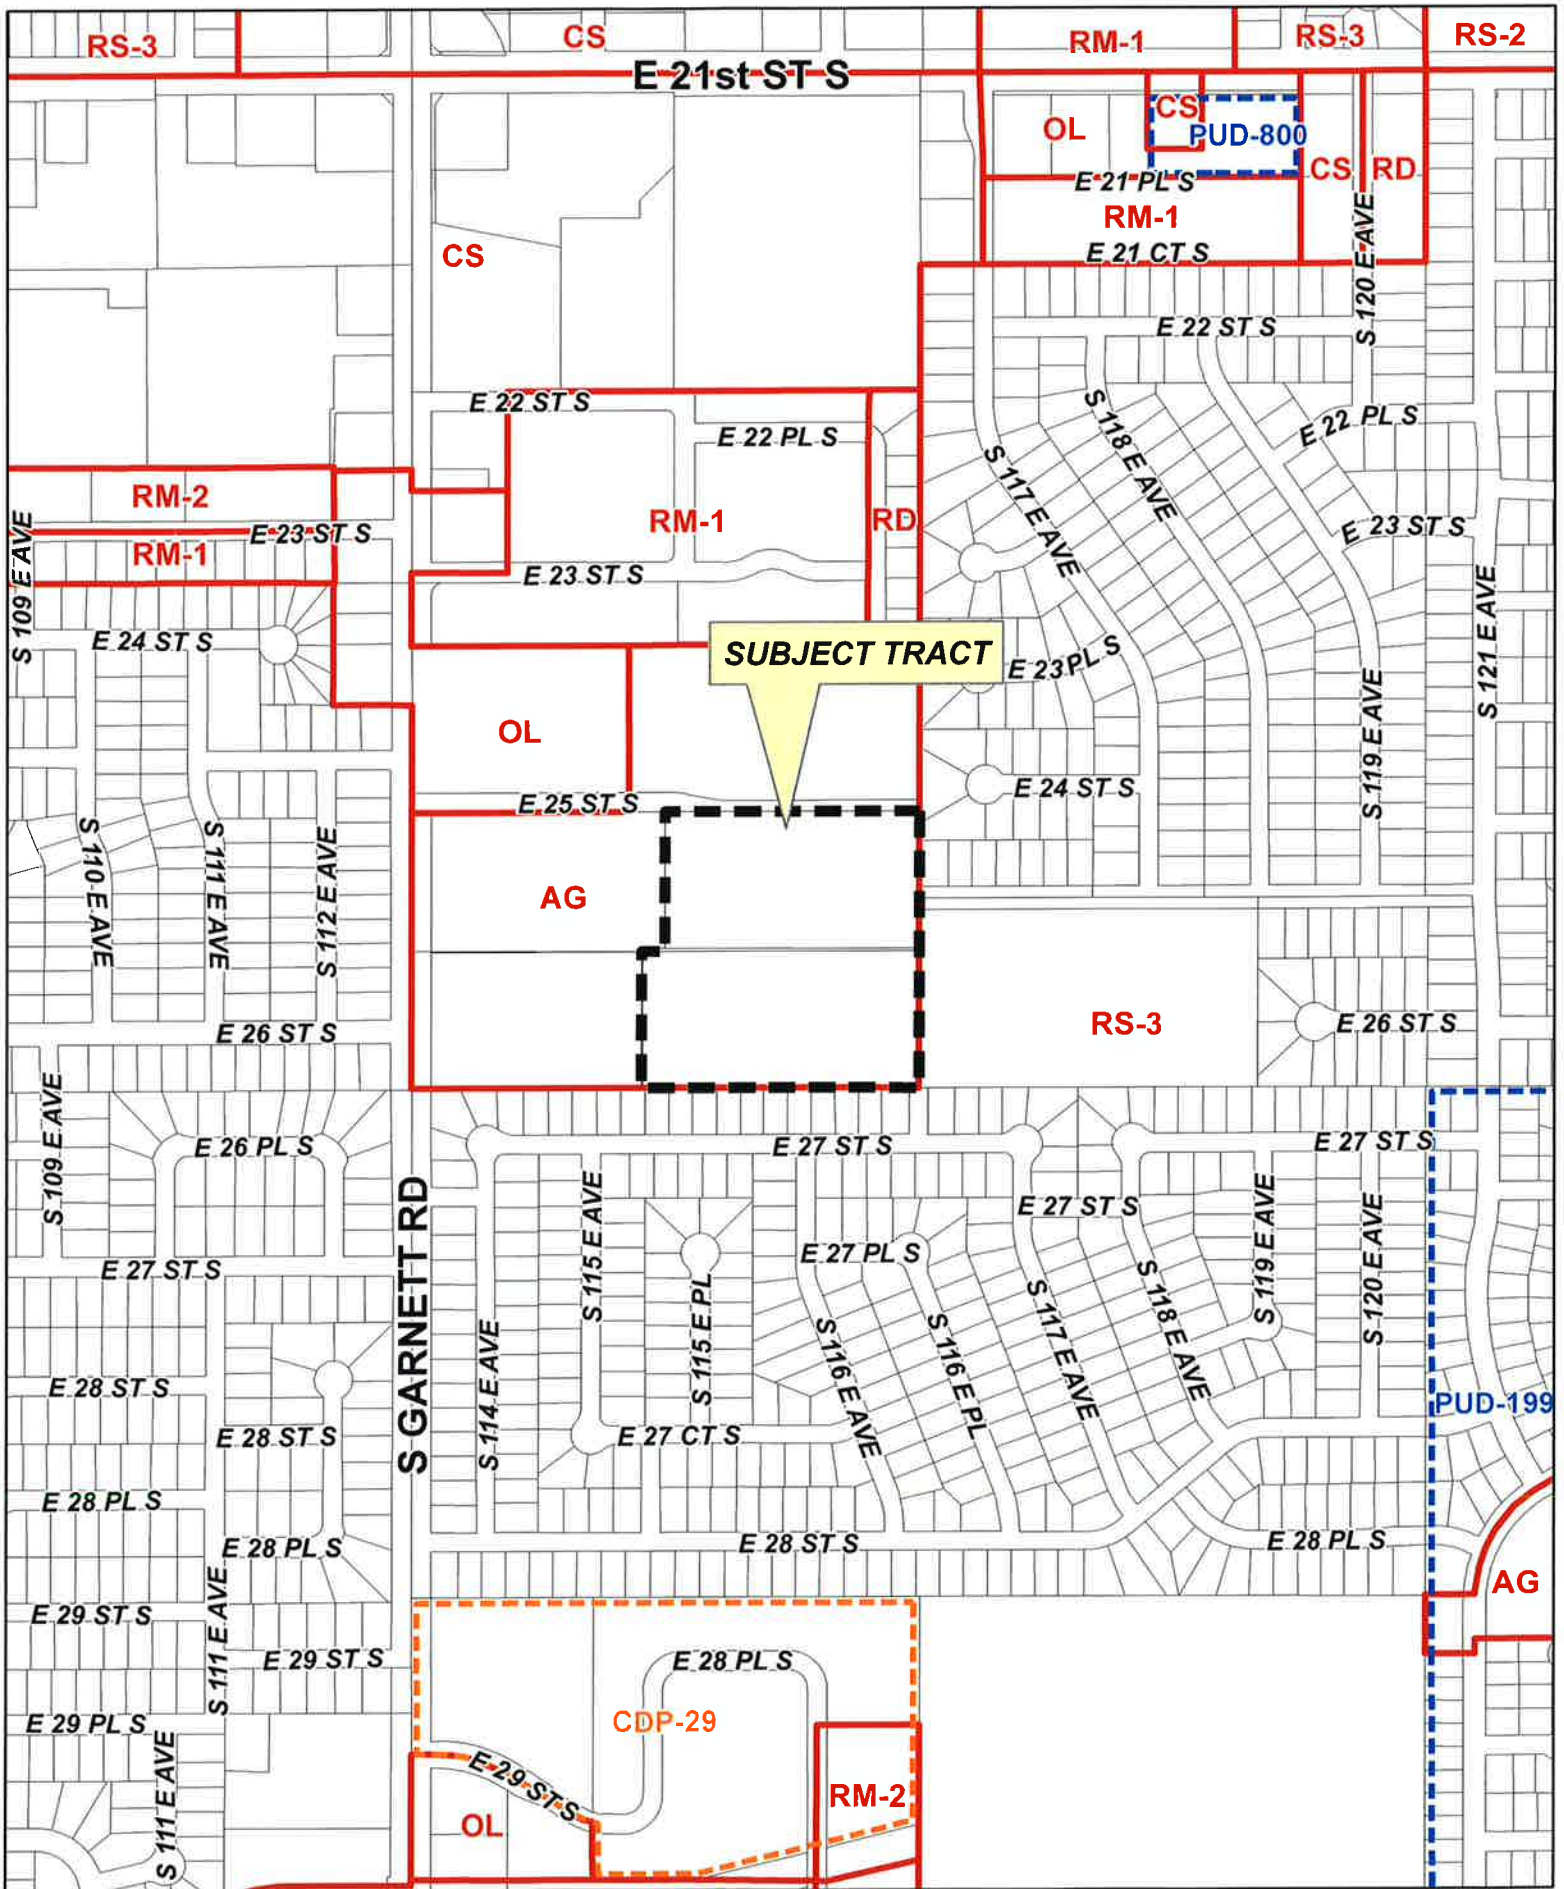 RS-3
CS
RM-1
RS-3
RS-2
E 21st ST S
OL
CS
PUD-800
CS
RD
E 21 PL S
RM-1
E 21 CT S
CS
S 120 E AVE
E 22 ST S
E 22 ST S
E 22 PL S
S 118 E AVE
E 22 PL S
S 117 E AVE
RM-2
RM-1
RD
E 23 ST S
E 23 ST S
RM-1
S 109 E AVE
E 23 ST S
E 24 ST S
SUBJECT TRACT
E 23 PL S
S 121 E AVE
S 119 E AVE
OL
E 24 ST S
E 25 ST S
S 110 E AVE
S 111 E AVE
S 112 E AVE
AG
E 26 ST S
RS-3
E 26 ST S
S 109 E AVE
E 26 PL S
E 27 ST S
E 27 ST S
S GARNETT RD
S 115 E AVE
E 27 ST S
S 119 E AVE
S 120 E AVE
E 27 PL S
E 27 ST S
S 114 E AVE
S 115 E PL
S 116 E AVE
S 116 E PL
S 117 E AVE
S 118 E AVE
E 28 ST S
PUD-199
E 28 ST S
E 27 CT S
E 28 PL S
E 28 PL S
E 28 ST S
E 28 PL S
AG
S 111 E AVE
E 29 ST S
E 29 ST S
E 28 PL S
E 29 PL S
CDP-29
S 111 E AVE
E 29 ST S
RM-2
OL